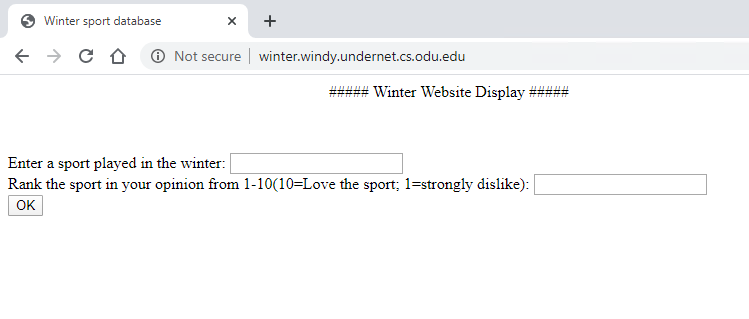 Winter sport database
Not secure | winter.windy.undernet.cs.odu.edu
##### Winter Website Display #####
Enter a sport played in the winter:
Rank the sport in your opinion from 1-10(10=Love the sport; 1=strongly dislike):
OK